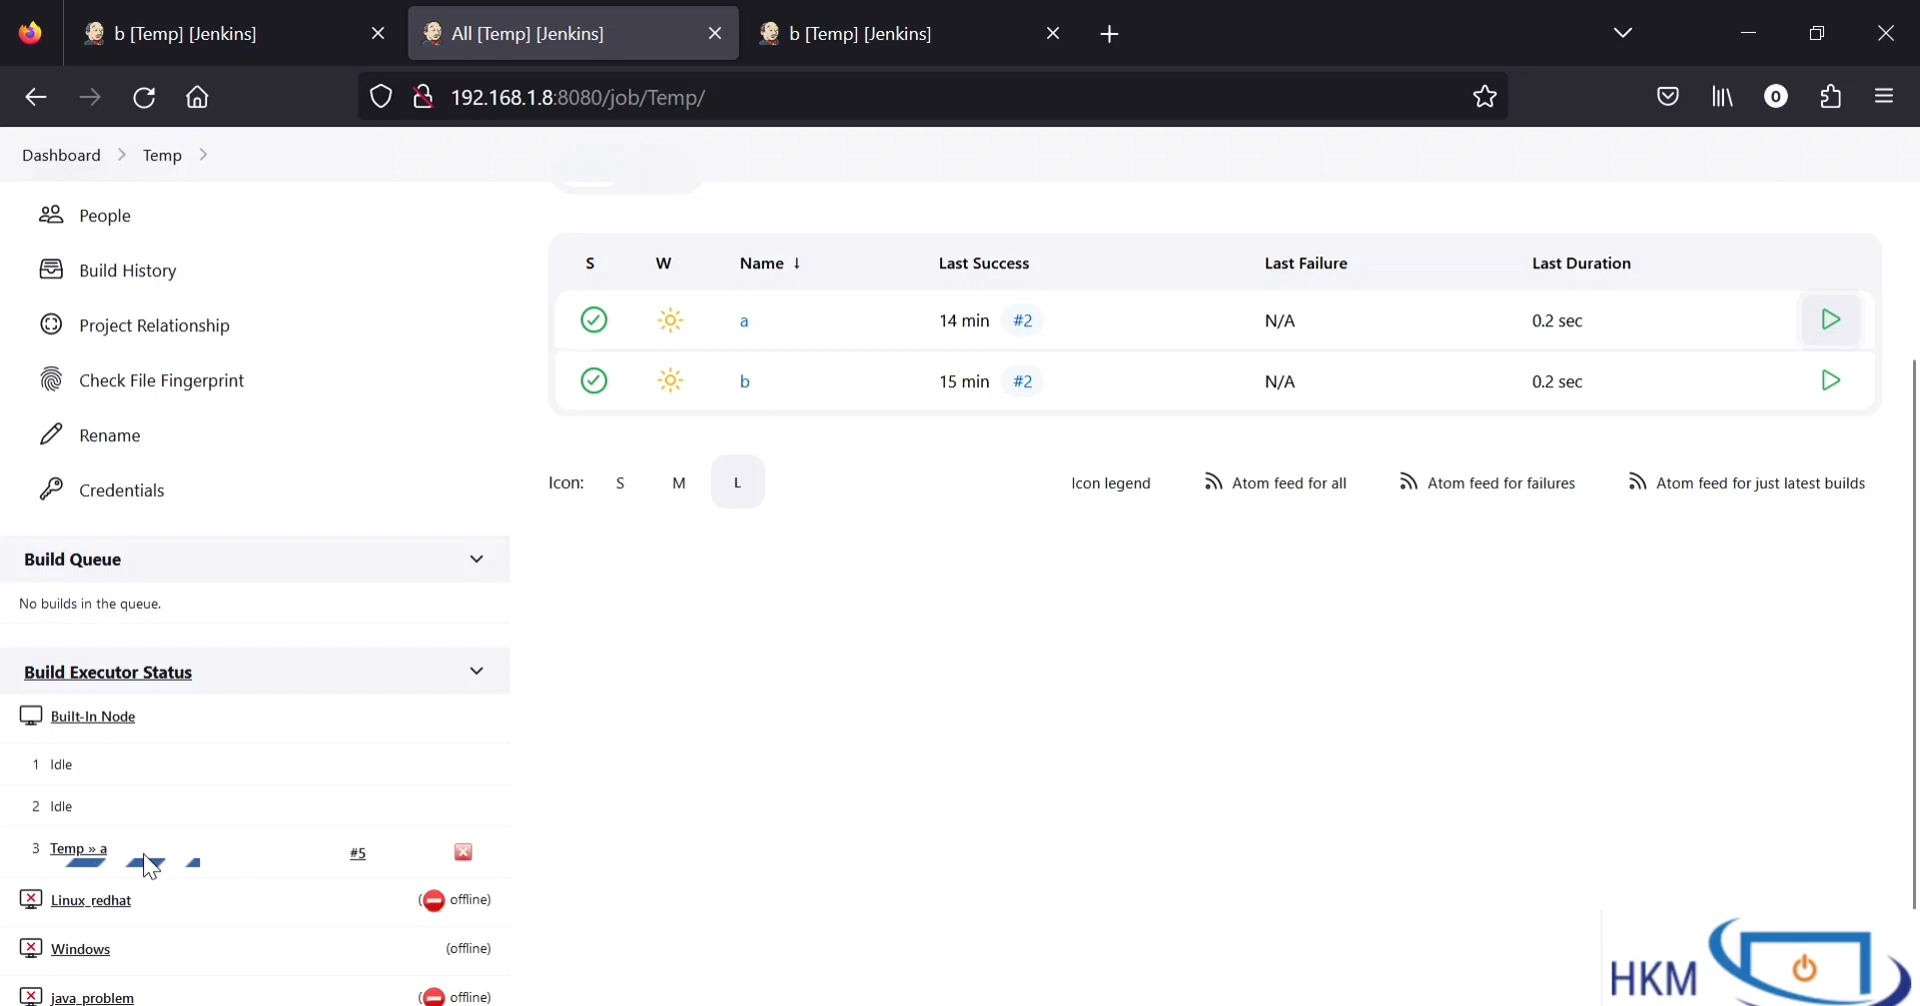 b [Temp] [Jenkins]
All [Temp] [Jenkins]
b [Temp] [Jenkins]
192.168.1.8:8080/job/Temp/
Dashboard
Temp
People
Build History
Project Relationship
Check File Fingerprint
Rename
Credentials
Build Queue
No builds in the queue.
Build Executor Status
Built-In Node
1 Idle
2 Idle
3 Temp » a #5
Linux_redhat (offline)
Windows (offline)
java_problem (offline)
S W Name ↓ Last Success Last Failure Last Duration
a 14 min #2 N/A 0.2 sec
b 15 min #2 N/A 0.2 sec
Icon: S M L Icon legend Atom feed for all Atom feed for failures Atom feed for just latest builds
HKM